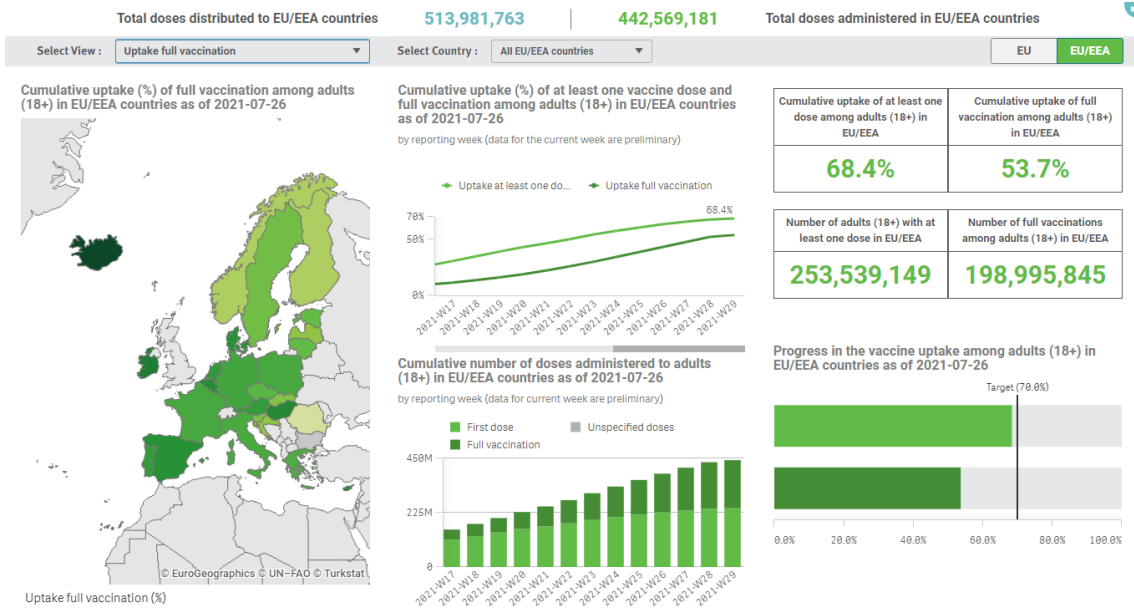 Total doses distributed to EU/EEA countries
513,981,763
442,569,181
Total doses administered in EU/EEA countries
Select View :
Uptake full vaccination
Select Country :
All EU/EEA countries
EU
EU/EEA
Cumulative uptake (%) of full vaccination among adults
(18+) in EU/EEA countries as of 2021-07-26
© EuroGeographics © UN-FAO © Turkstat
Uptake full vaccination (%)
Cumulative uptake (%) of at least one vaccine dose and
full vaccination among adults (18+) in EU/EEA countries
as of 2021-07-26
by reporting week (data for the current week are preliminary)
Uptake at least one do...
Uptake full vaccination
68.4%
70%
50%
0%
2021-W17
2021-W18
2021-W19
2021-W20
2021-W21
2021-W22
2021-W23
2021-W24
2021-W25
2021-W26
2021-W27
2021-W28
2021-W29
Cumulative number of doses administered to adults
(18+) in EU/EEA countries as of 2021-07-26
by reporting week (data for current week are preliminary)
First dose
Unspecified doses
Full vaccination
450M
225M
0
2021-W17
2021-W18
2021-W19
2021-W20
2021-W21
2021-W22
2021-W23
2021-W24
2021-W25
2021-W26
2021-W27
2021-W28
2021-W29
Cumulative uptake of at least one
dose among adults (18+) in
EU/EEA
68.4%
Cumulative uptake of full
vaccination among adults (18+)
in EU/EEA
53.7%
Number of adults (18+) with at
least one dose in EU/EEA
253,539,149
Number of full vaccinations
among adults (18+) in EU/EEA
198,995,845
Progress in the vaccine uptake among adults (18+) in
EU/EEA countries as of 2021-07-26
Target (70.0%)
0.0%
20.0%
40.0%
60.0%
80.0%
100.0%